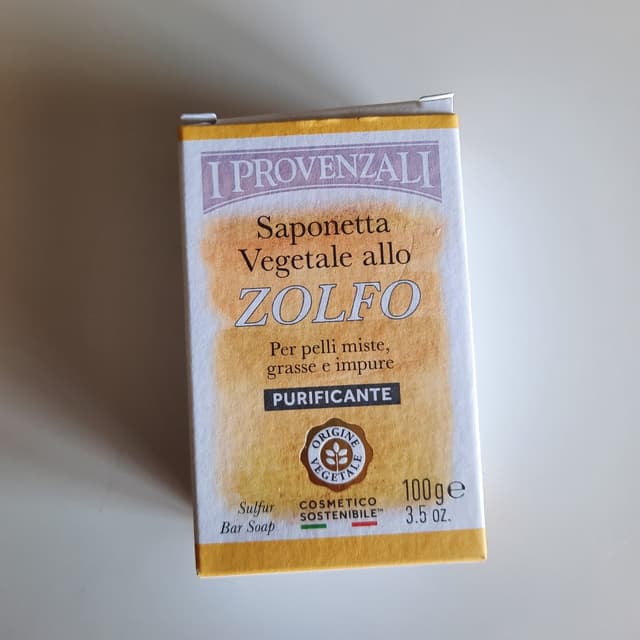 I PROVENZALI
Saponetta
Vegetale allo
ZOLFO
Per pelli miste,
grasse e impure
PURIFICANTE
ORIGINE
VEGETALE
Sulfur
Bar Soap
COSMETICO
SOSTENIBILE™
100g℮
3.5 oz.